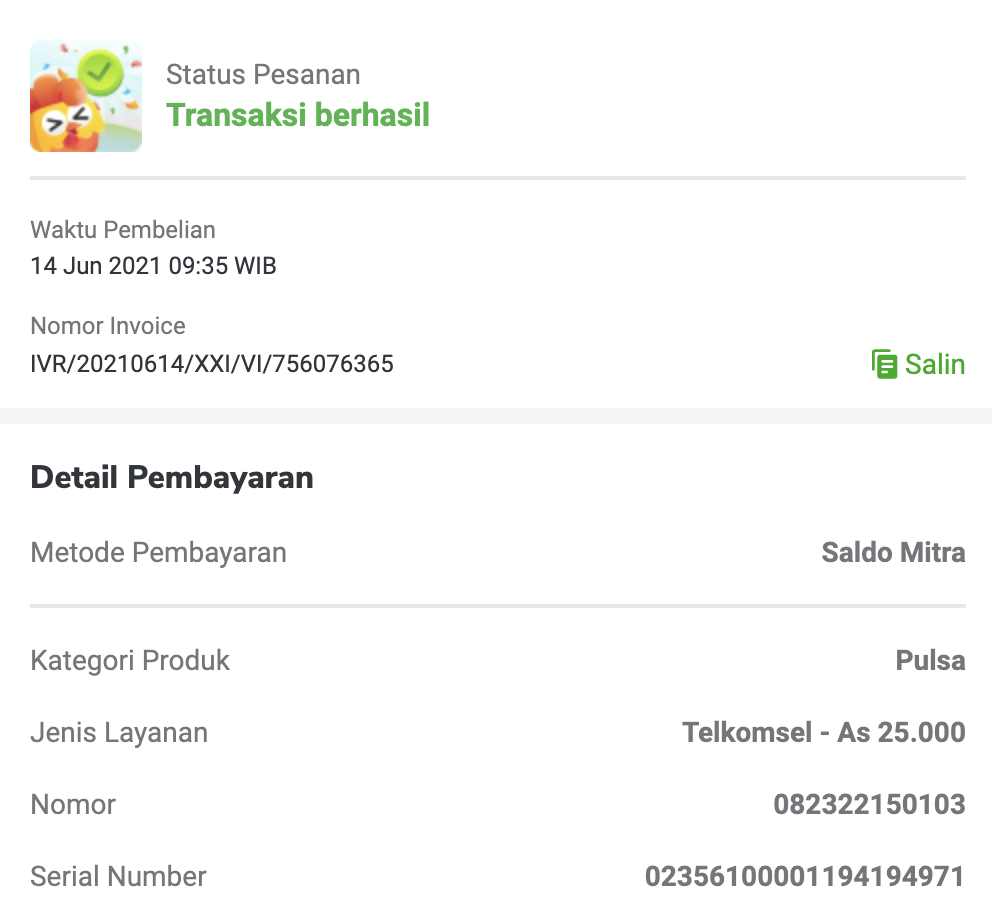 Status Pesanan
Transaksi berhasil
Waktu Pembelian
14 Jun 2021 09:35 WIB
Nomor Invoice
IVR/20210614/XXI/VI/756076365
Salin
Detail Pembayaran
Metode Pembayaran Saldo Mitra
Kategori Produk Pulsa
Jenis Layanan Telkomsel - As 25.000
Nomor 082322150103
Serial Number 02356100001194194971